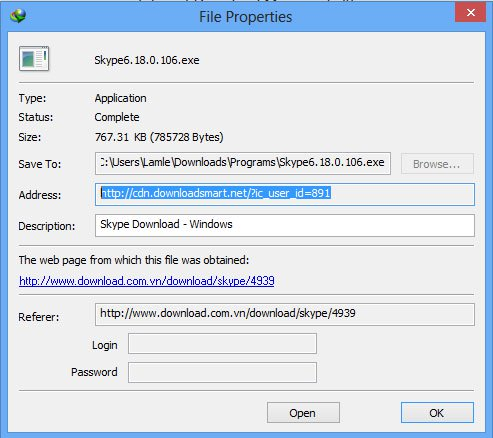 File Properties
Skype6.18.0.106.exe
Type: Application
Status: Complete
Size: 767.31 KB (785728 Bytes)
Save To: C:\Users\Lamle\Downloads\Programs\Skype6.18.0.106.exe Browse...
Address: http://cdn.downloadsmart.net/?ic_user_id=891
Description: Skype Download - Windows
The web page from which this file was obtained:
http://www.download.com.vn/download/skype/4939
Referer: http://www.download.com.vn/download/skype/4939
Login
Password
Open OK